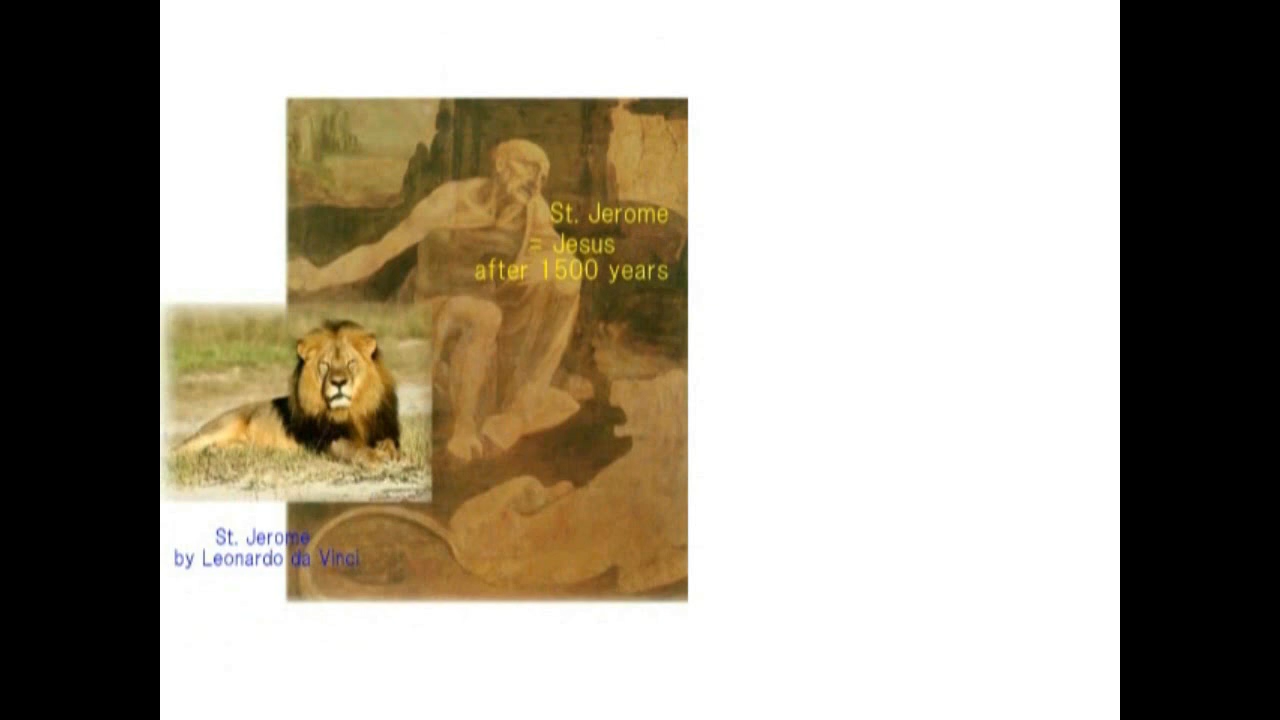 St. Jerome
= Jesus
after 1500 years
St. Jerome
by Leonardo da Vinci